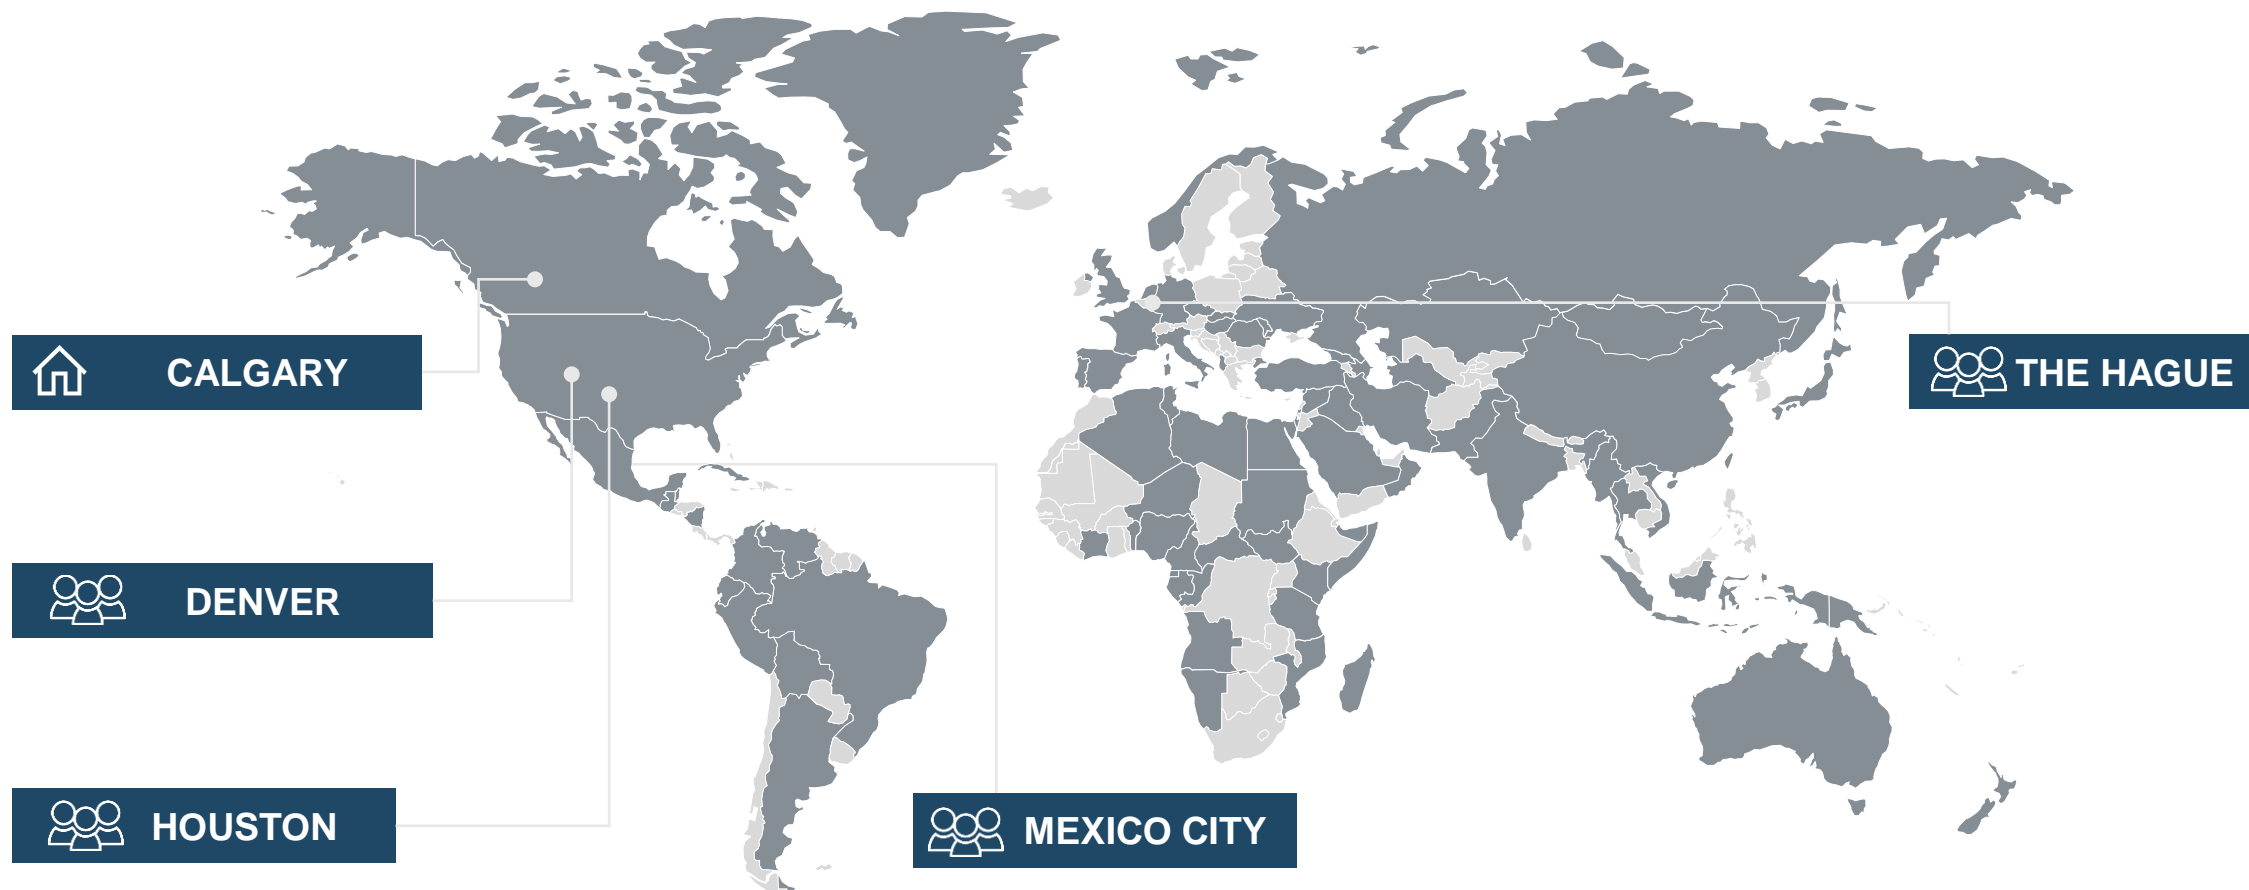 CALGARY
THE HAGUE
DENVER
HOUSTON
MEXICO CITY